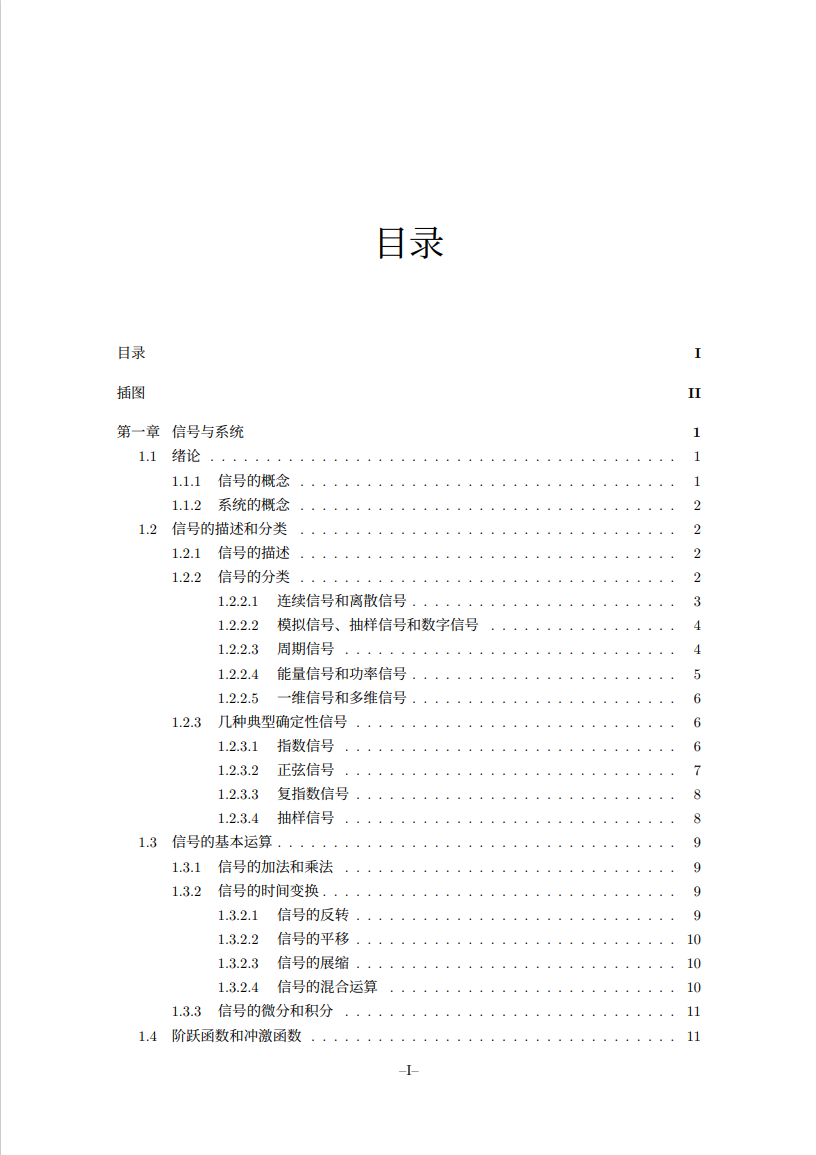 目录
目录 I
插图 II
第一章 信号与系统 1
1.1 绪论 . . . . . . . . . . . . . . . . . . . . . . . . . . . . . . . . . . . . . . . . . . 1
1.1.1 信号的概念 . . . . . . . . . . . . . . . . . . . . . . . . . . . . . . . . . . 1
1.1.2 系统的概念 . . . . . . . . . . . . . . . . . . . . . . . . . . . . . . . . . . 2
1.2 信号的描述和分类 . . . . . . . . . . . . . . . . . . . . . . . . . . . . . . . . . . 2
1.2.1 信号的描述 . . . . . . . . . . . . . . . . . . . . . . . . . . . . . . . . . . 2
1.2.2 信号的分类 . . . . . . . . . . . . . . . . . . . . . . . . . . . . . . . . . . 2
1.2.2.1 连续信号和离散信号 . . . . . . . . . . . . . . . . . . . . . . . . 3
1.2.2.2 模拟信号、抽样信号和数字信号 . . . . . . . . . . . . . . . . . 4
1.2.2.3 周期信号 . . . . . . . . . . . . . . . . . . . . . . . . . . . . . . 4
1.2.2.4 能量信号和功率信号 . . . . . . . . . . . . . . . . . . . . . . . . 5
1.2.2.5 一维信号和多维信号 . . . . . . . . . . . . . . . . . . . . . . . . 6
1.2.3 几种典型确定性信号 . . . . . . . . . . . . . . . . . . . . . . . . . . . . . 6
1.2.3.1 指数信号 . . . . . . . . . . . . . . . . . . . . . . . . . . . . . . 6
1.2.3.2 正弦信号 . . . . . . . . . . . . . . . . . . . . . . . . . . . . . . 7
1.2.3.3 复指数信号 . . . . . . . . . . . . . . . . . . . . . . . . . . . . . 8
1.2.3.4 抽样信号 . . . . . . . . . . . . . . . . . . . . . . . . . . . . . . 8
1.3 信号的基本运算 . . . . . . . . . . . . . . . . . . . . . . . . . . . . . . . . . . . . 9
1.3.1 信号的加法和乘法 . . . . . . . . . . . . . . . . . . . . . . . . . . . . . . 9
1.3.2 信号的时间变换 . . . . . . . . . . . . . . . . . . . . . . . . . . . . . . . . 9
1.3.2.1 信号的反转 . . . . . . . . . . . . . . . . . . . . . . . . . . . . . 9
1.3.2.2 信号的平移 . . . . . . . . . . . . . . . . . . . . . . . . . . . . . 10
1.3.2.3 信号的展缩 . . . . . . . . . . . . . . . . . . . . . . . . . . . . . 10
1.3.2.4 信号的混合运算 . . . . . . . . . . . . . . . . . . . . . . . . . . 10
1.3.3 信号的微分和积分 . . . . . . . . . . . . . . . . . . . . . . . . . . . . . . 11
1.4 阶跃函数和冲激函数 . . . . . . . . . . . . . . . . . . . . . . . . . . . . . . . . . 11
–I–